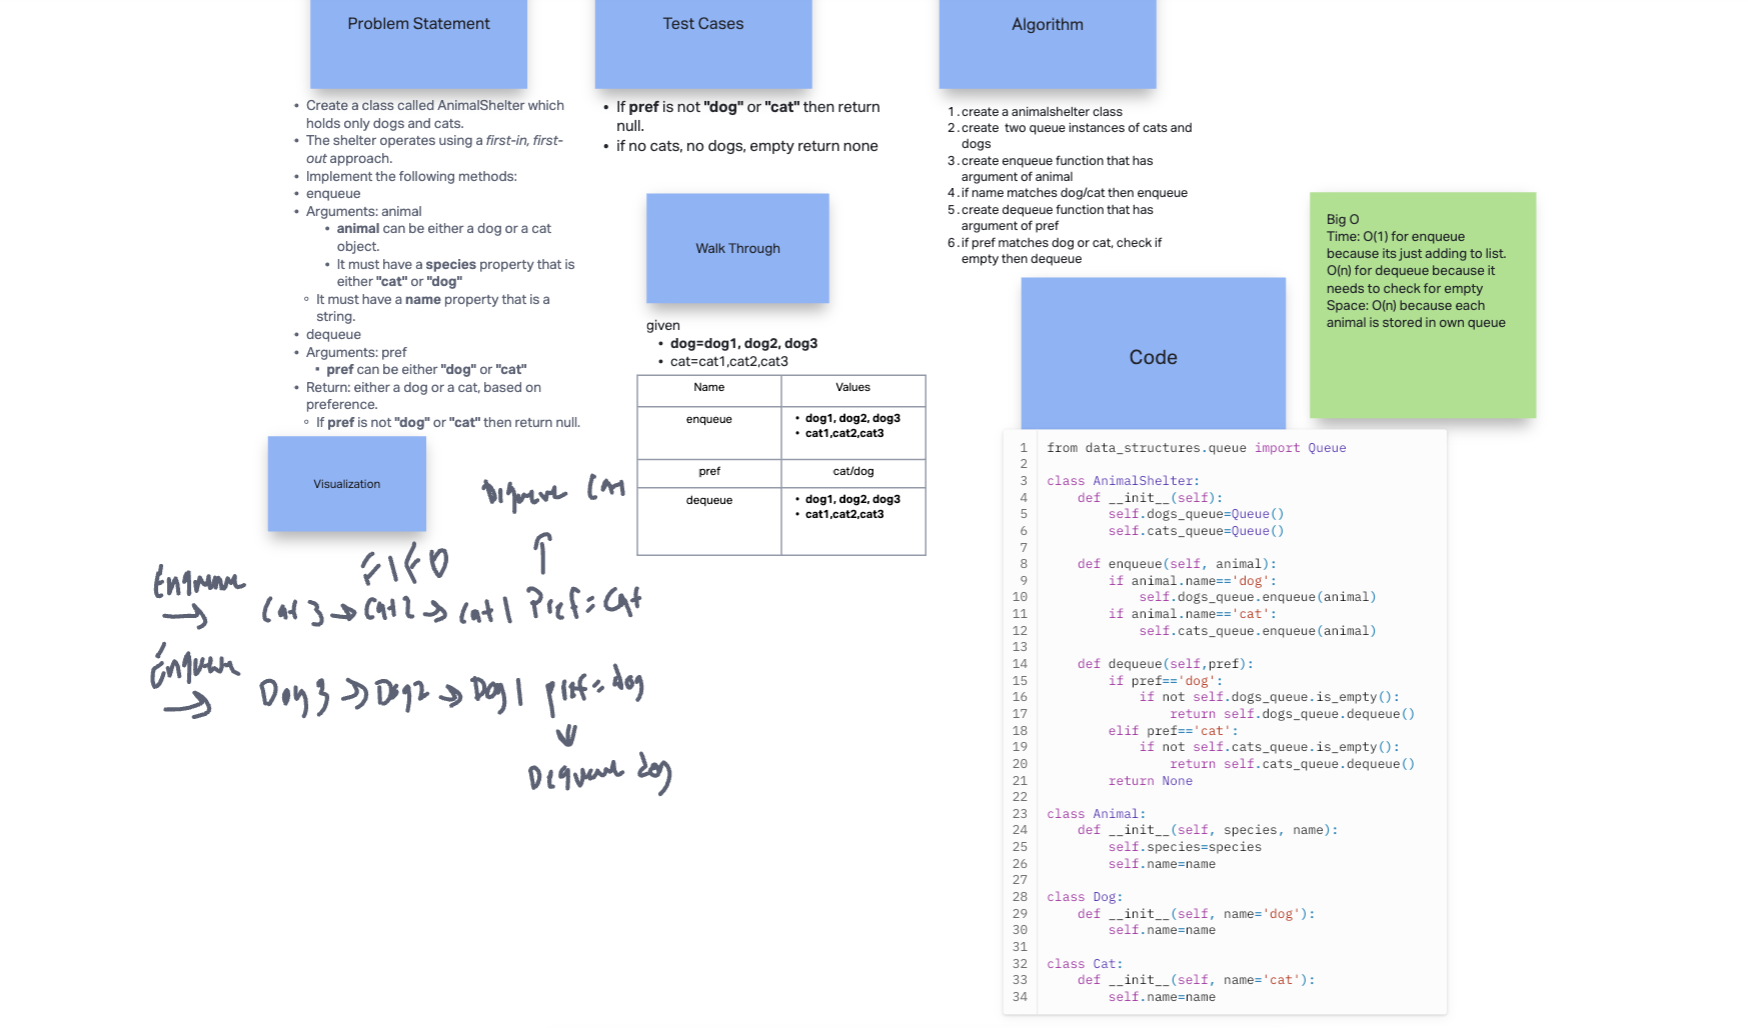 Problem Statement
• Create a class called AnimalShelter which
holds only dogs and cats.
• The shelter operates using a first-in, first-
out approach.
• Implement the following methods:
• enqueue
• Arguments: animal
• animal can be either a dog or a cat
object.
• It must have a species property that is
either "cat" or "dog"
◦ It must have a name property that is a
string.
• dequeue
• Arguments: pref
• pref can be either "dog" or "cat"
• Return: either a dog or a cat, based on
preference.
◦ If pref is not "dog" or "cat" then return null.
Test Cases
• If pref is not "dog" or "cat" then return
null.
• if no cats, no dogs, empty return none
Walk Through
given
• dog=dog1, dog2, dog3
• cat=cat1,cat2,cat3
Name Values
enqueue • dog1, dog2, dog3
• cat1,cat2,cat3
pref cat/dog
dequeue • dog1, dog2, dog3
• cat1,cat2,cat3
Algorithm
1. create a animalshelter class
2. create two queue instances of cats and
dogs
3. create enqueue function that has
argument of animal
4. if name matches dog/cat then enqueue
5. create dequeue function that has
argument of pref
6. if pref matches dog or cat, check if
empty then dequeue
Big O
Time: O(1) for enqueue
because its just adding to list.
O(n) for dequeue because it
needs to check for empty
Space: O(n) because each
animal is stored in own queue
Visualization
FIFO
Enqueue
Cat3 → Cat2 → Cat1 Pref=Cat
Enqueue
Dog3 → Dog2 → Dog1 pref=dog
Dequeue dog
Code
1 from data_structures.queue import Queue
2
3 class AnimalShelter:
4     def __init__(self):
5         self.dogs_queue=Queue()
6         self.cats_queue=Queue()
7
8     def enqueue(self, animal):
9         if animal.name=='dog':
10             self.dogs_queue.enqueue(animal)
11         if animal.name=='cat':
12             self.cats_queue.enqueue(animal)
13
14     def dequeue(self,pref):
15         if pref=='dog':
16             if not self.dogs_queue.is_empty():
17                 return self.dogs_queue.dequeue()
18         elif pref=='cat':
19             if not self.cats_queue.is_empty():
20                 return self.cats_queue.dequeue()
21         return None
22
23 class Animal:
24     def __init__(self, species, name):
25         self.species=species
26         self.name=name
27
28 class Dog:
29     def __init__(self, name='dog'):
30         self.name=name
31
32 class Cat:
33     def __init__(self, name='cat'):
34         self.name=name